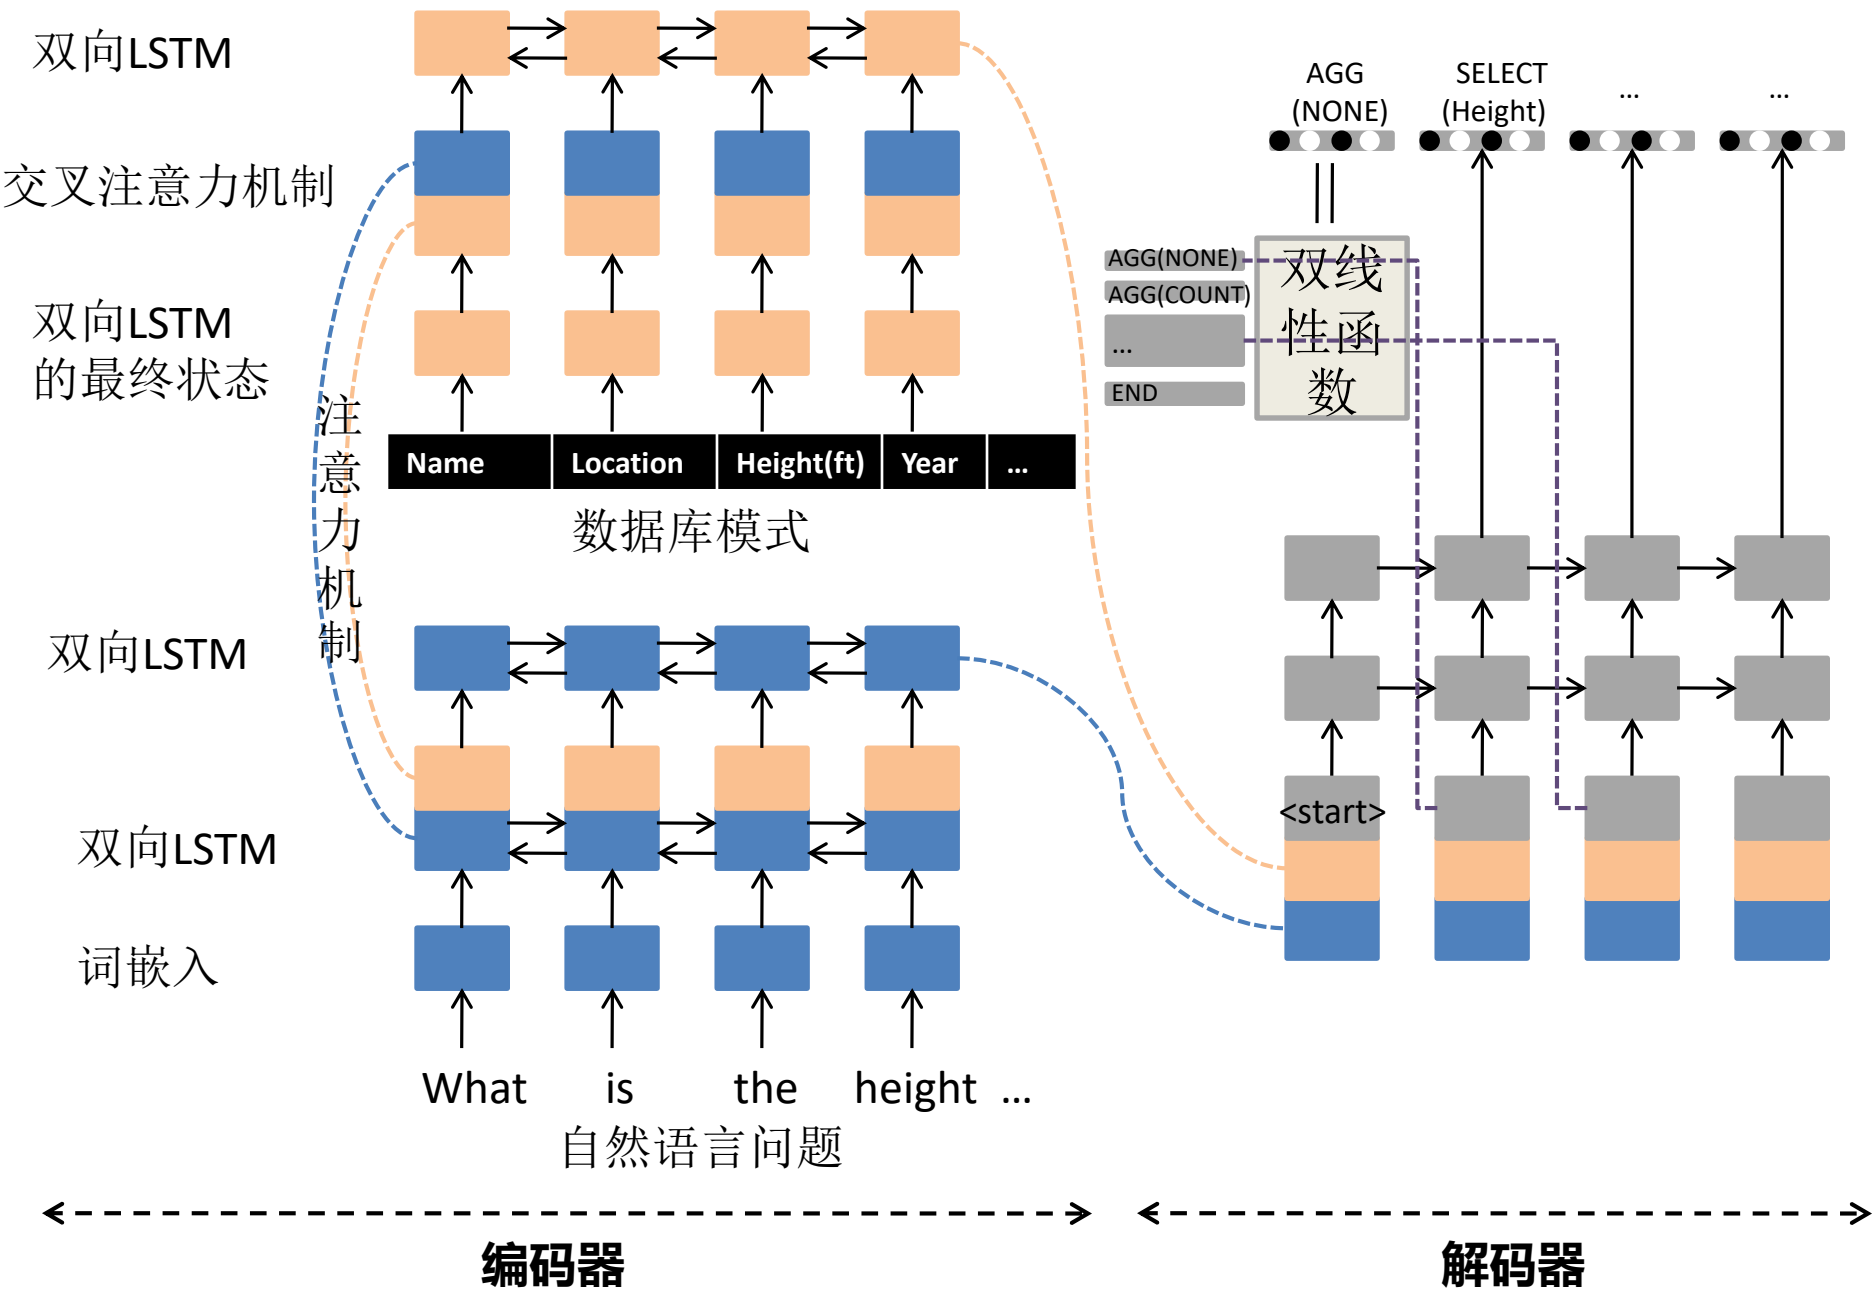 双向LSTM
交叉注意力机制
双向LSTM
的最终状态
注意力机制
Name Location Height(ft) Year ...
数据库模式
双向LSTM
双向LSTM
词嵌入
What is the height ...
自然语言问题
编码器
AGG
(NONE)
SELECT
(Height)
...
...
AGG(NONE)
AGG(COUNT)
...
END
双线
性函
数
<start>
解码器